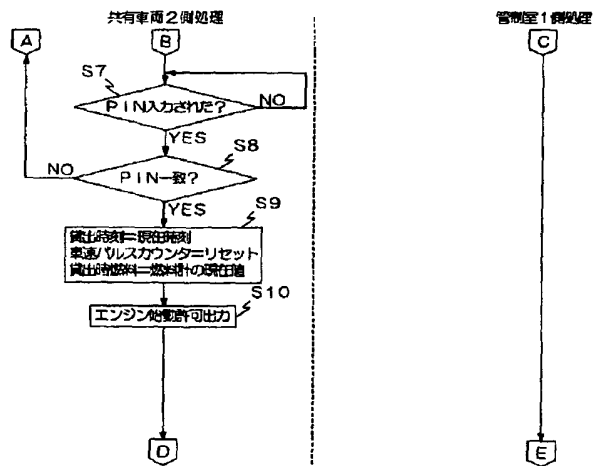 共有車両2側処理
管制室1側処理
A
B
C
S7
PIN入力された?
NO
YES
S8
NO
PIN一致?
YES
S9
貸出時刻=現在時刻
車速パルスカウンタ=リセット
貸出時燃料=燃料計の現在値
S10
エンジン始動許可出力
D
E